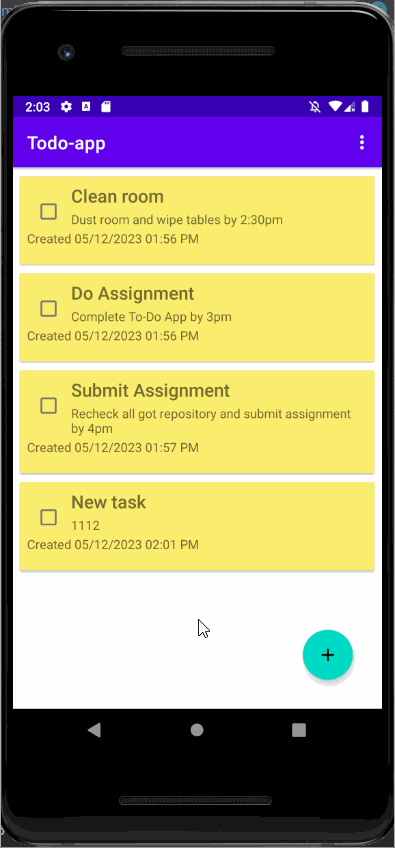 2:03
Todo-app
Clean room
Dust room and wipe tables by 2:30pm
Created 05/12/2023 01:56 PM
Do Assignment
Complete To-Do App by 3pm
Created 05/12/2023 01:56 PM
Submit Assignment
Recheck all got repository and submit assignment
by 4pm
Created 05/12/2023 01:57 PM
New task
1112
Created 05/12/2023 02:01 PM